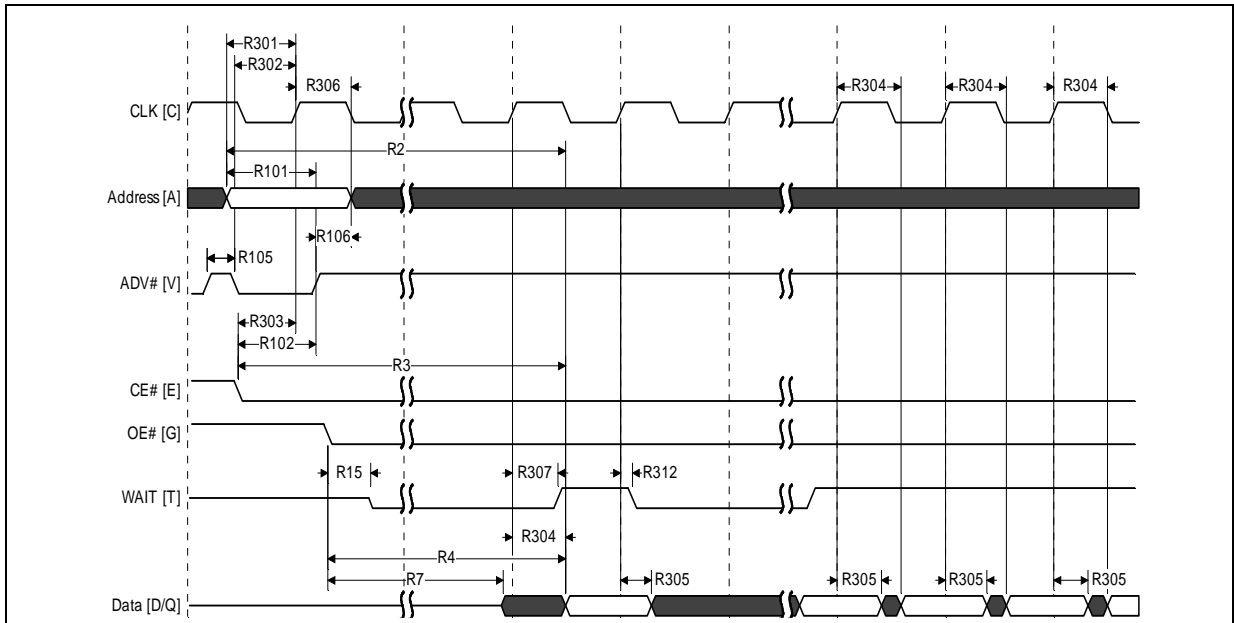 R301
R302
R306
R304
R304
R304
CLK [C]
R2
R101
Address [A]
R106
R105
ADV# [V]
R303
R102
R3
CE# [E]
OE# [G]
R15
R307
R312
WAIT [T]
R304
R4
R7
R305
R305
R305
R305
Data [D/Q]